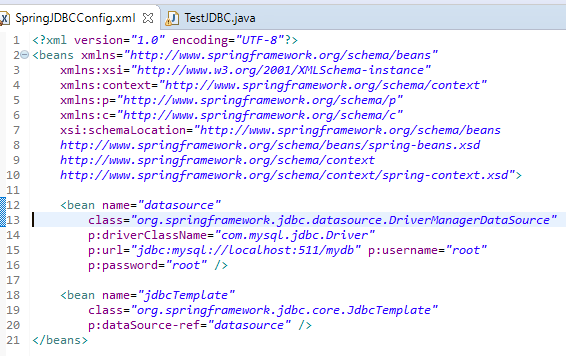 SpringJDBCConfig.xml TestJDBC.java
1 <?xml version="1.0" encoding="UTF-8"?>
2 <beans xmlns="http://www.springframework.org/schema/beans"
3 xmlns:xsi="http://www.w3.org/2001/XMLSchema-instance"
4 xmlns:context="http://www.springframework.org/schema/context"
5 xmlns:p="http://www.springframework.org/schema/p"
6 xmlns:c="http://www.springframework.org/schema/c"
7 xsi:schemaLocation="http://www.springframework.org/schema/beans
8 http://www.springframework.org/schema/beans/spring-beans.xsd
9 http://www.springframework.org/schema/context
10 http://www.springframework.org/schema/context/spring-context.xsd">
11
12 <bean name="datasource"
13 class="org.springframework.jdbc.datasource.DriverManagerDataSource"
14 p:driverClassName="com.mysql.jdbc.Driver"
15 p:url="jdbc:mysql://localhost:511/mydb" p:username="root"
16 p:password="root" />
17
18 <bean name="jdbcTemplate"
19 class="org.springframework.jdbc.core.JdbcTemplate"
20 p:dataSource-ref="datasource" />
21 </beans>